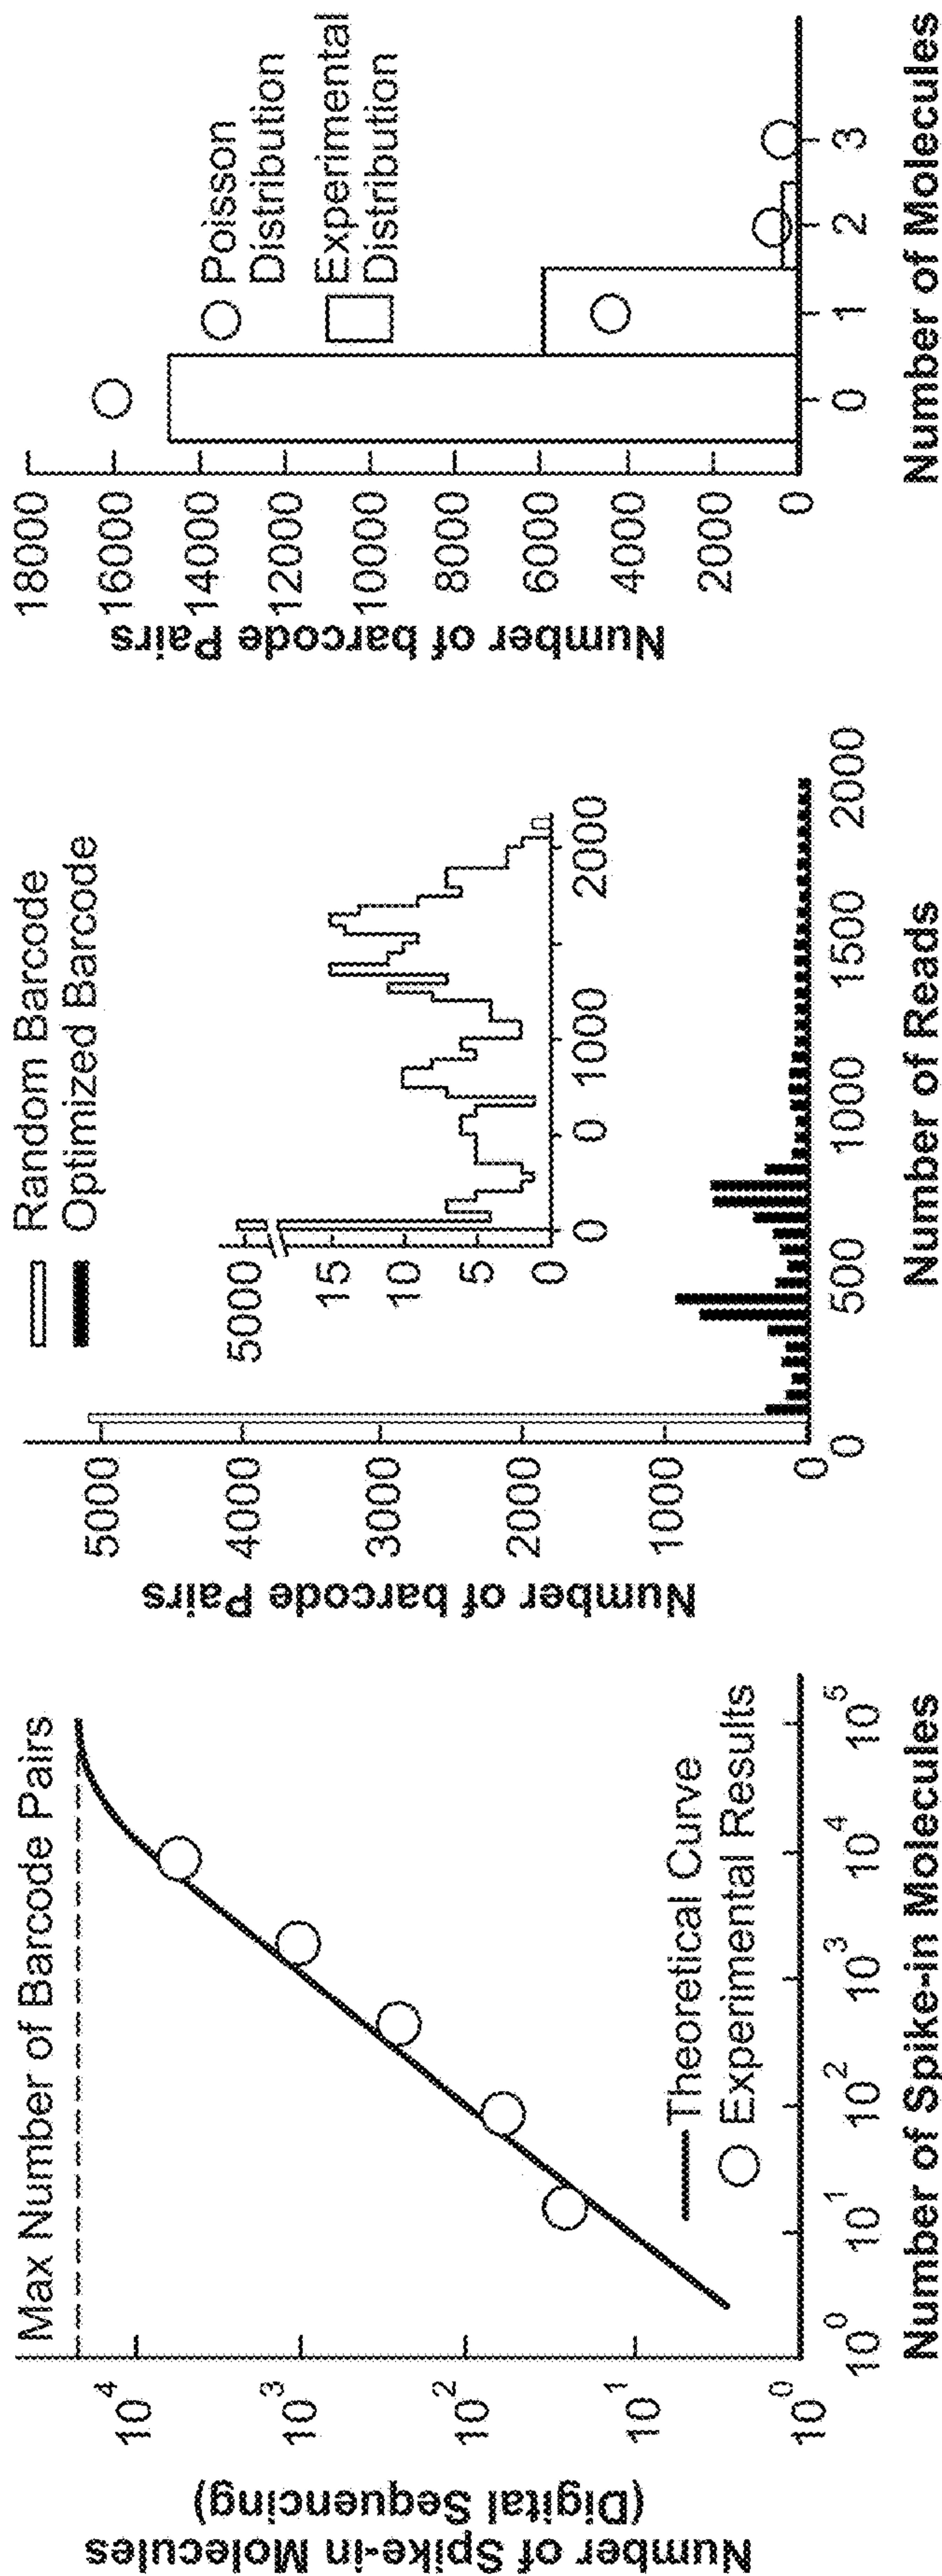 Number of Spike-in Molecules
(Digital Sequencing)
Max Number of Barcode Pairs
10^4
10^3
10^2
10^1
10^0
Theoretical Curve
Experimental Results
10^0 10^1 10^2 10^3 10^4 10^5
Number of Spike-in Molecules
Random Barcode
Optimized Barcode
Number of barcode Pairs
5000
4000
3000
2000
1000
0
5000
15
10
5
0
0 0 1000 2000
0 500 1000 1500 2000
Number of Reads
Number of barcode Pairs
18000
16000
14000
12000
10000
8000
6000
4000
2000
0
Poisson
Distribution
Experimental
Distribution
0 1 2 3
Number of Molecules